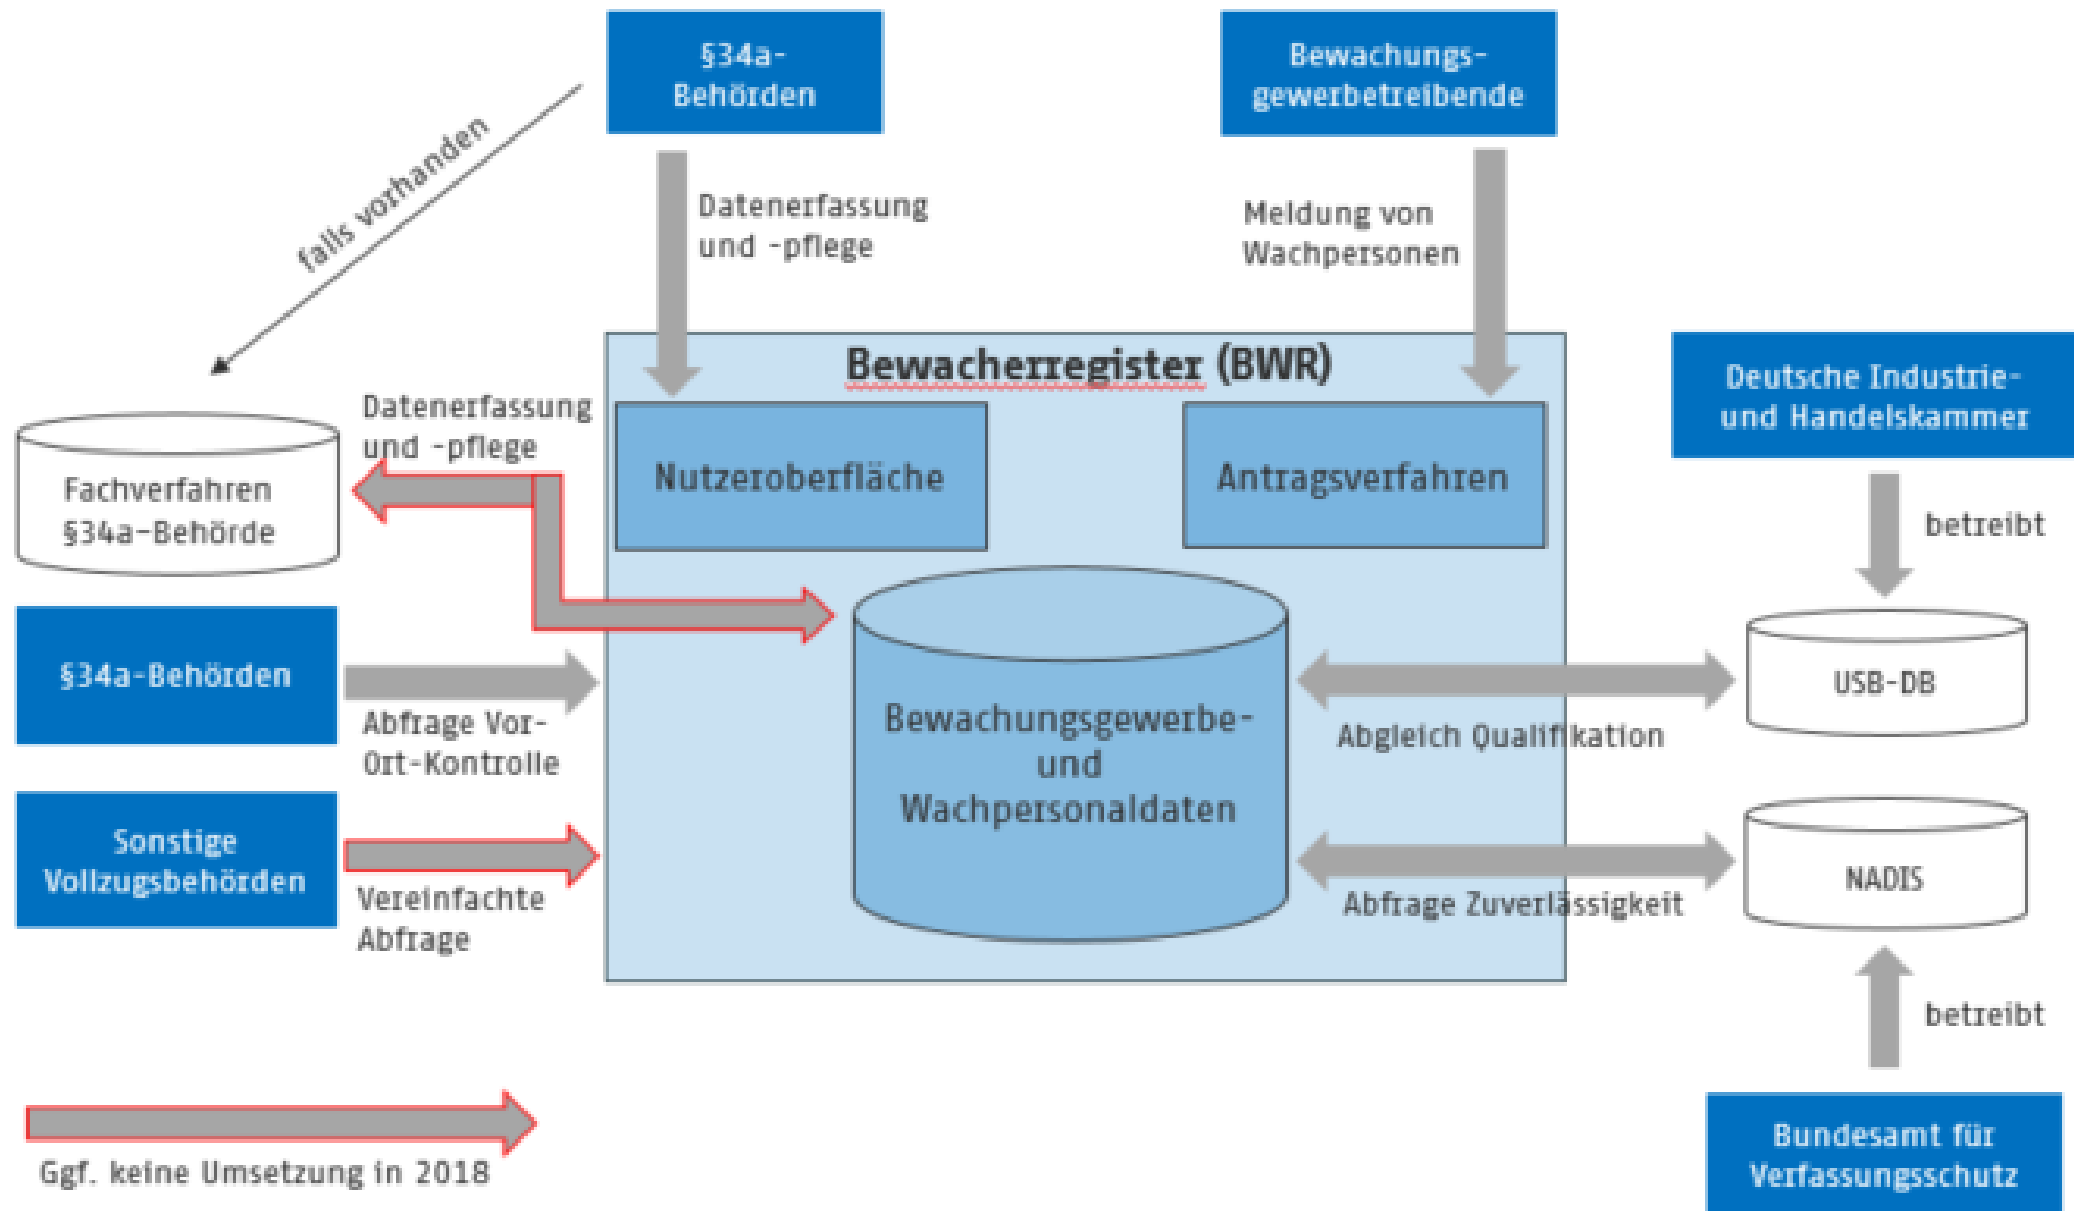 §34a-
Behörden
Bewachungs-
gewerbetreibende
falls vorhanden
Datenerfassung
und -pflege
Meldung von
Wachpersonen
Bewacherregister (BWR)
Deutsche Industrie-
und Handelskammer
Datenerfassung
und -pflege
Nutzeroberfläche
Antragsverfahren
Fachverfahren
§34a-Behörde
betreibt
§34a-Behörden
Abfrage Vor-
Ort-Kontrolle
Bewachungsgewerbe-
und
Wachpersonaldaten
USB-DB
Abgleich Qualifikation
Sonstige
Vollzugsbehörden
Vereinfachte
Abfrage
NADIS
Abfrage Zuverlässigkeit
betreibt
Bundesamt für
Verfassungsschutz
Ggf. keine Umsetzung in 2018